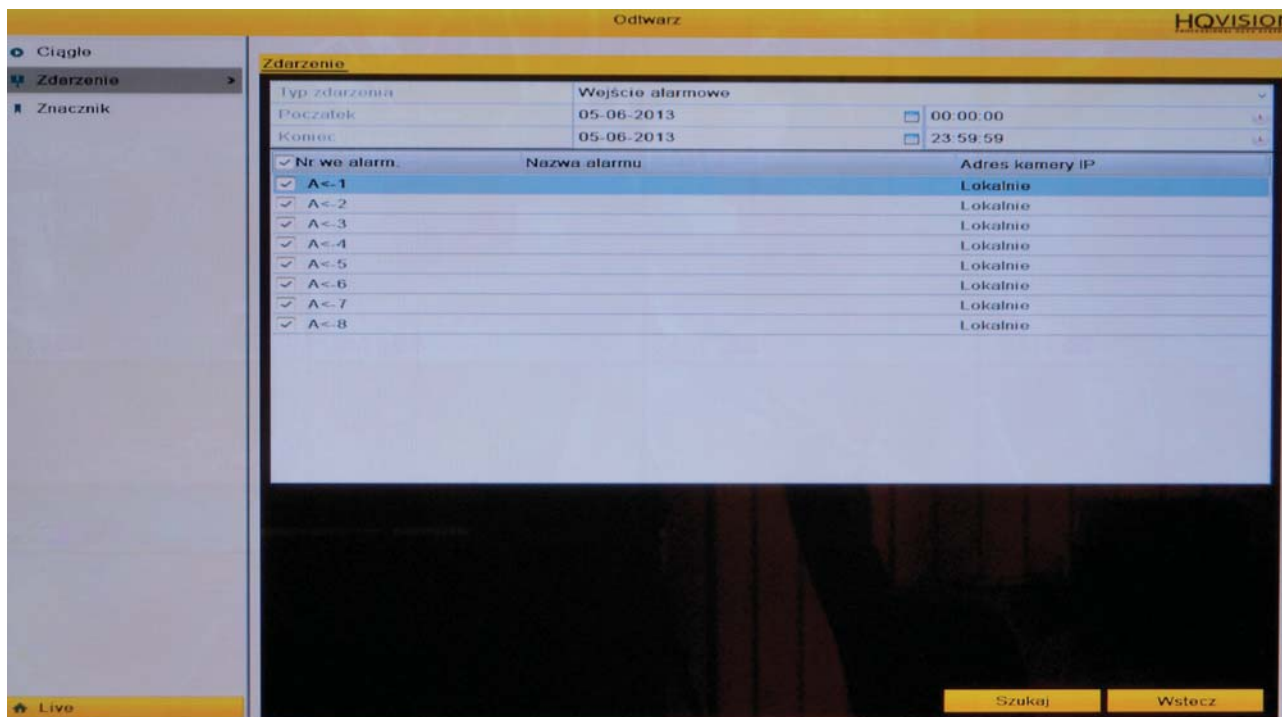 Odtwarz
HQVISION
Ciągłe
Zdarzenie >
Znacznik
Zdarzenie
Typ zdarzenia Wejście alarmowe
Początek 05-06-2013 00:00:00
Koniec 05-06-2013 23:59:59
Nr we alarm. Nazwa alarmu Adres kamery IP
A<-1 Lokalnie
A<-2 Lokalnie
A<-3 Lokalnie
A<-4 Lokalnie
A<-5 Lokalnie
A<-6 Lokalnie
A<-7 Lokalnie
A<-8 Lokalnie
Szukaj Wstecz
Live